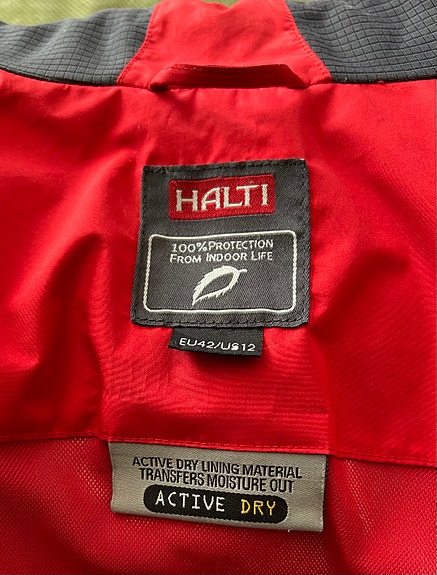 HALTI
100% PROTECTION
FROM INDOOR LIFE
EU42/US12
ACTIVE DRY LINING MATERIAL
TRANSFERS MOISTURE OUT
ACTIVE DRY